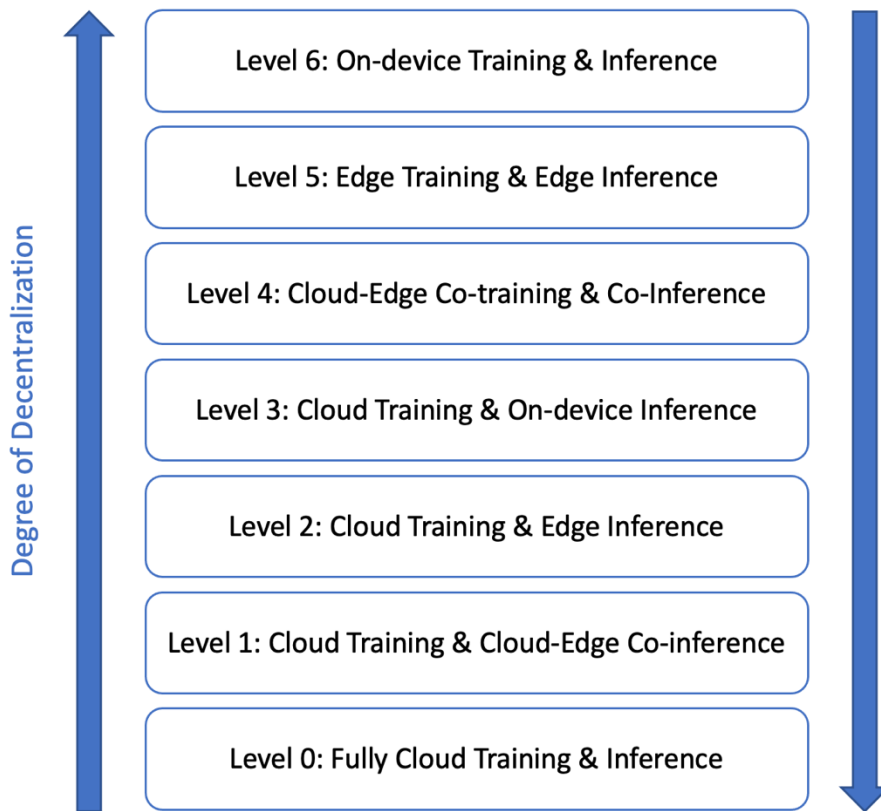 Degree of Decentralization
Level 6: On-device Training & Inference
Level 5: Edge Training & Edge Inference
Level 4: Cloud-Edge Co-training & Co-Inference
Level 3: Cloud Training & On-device Inference
Level 2: Cloud Training & Edge Inference
Level 1: Cloud Training & Cloud-Edge Co-inference
Level 0: Fully Cloud Training & Inference